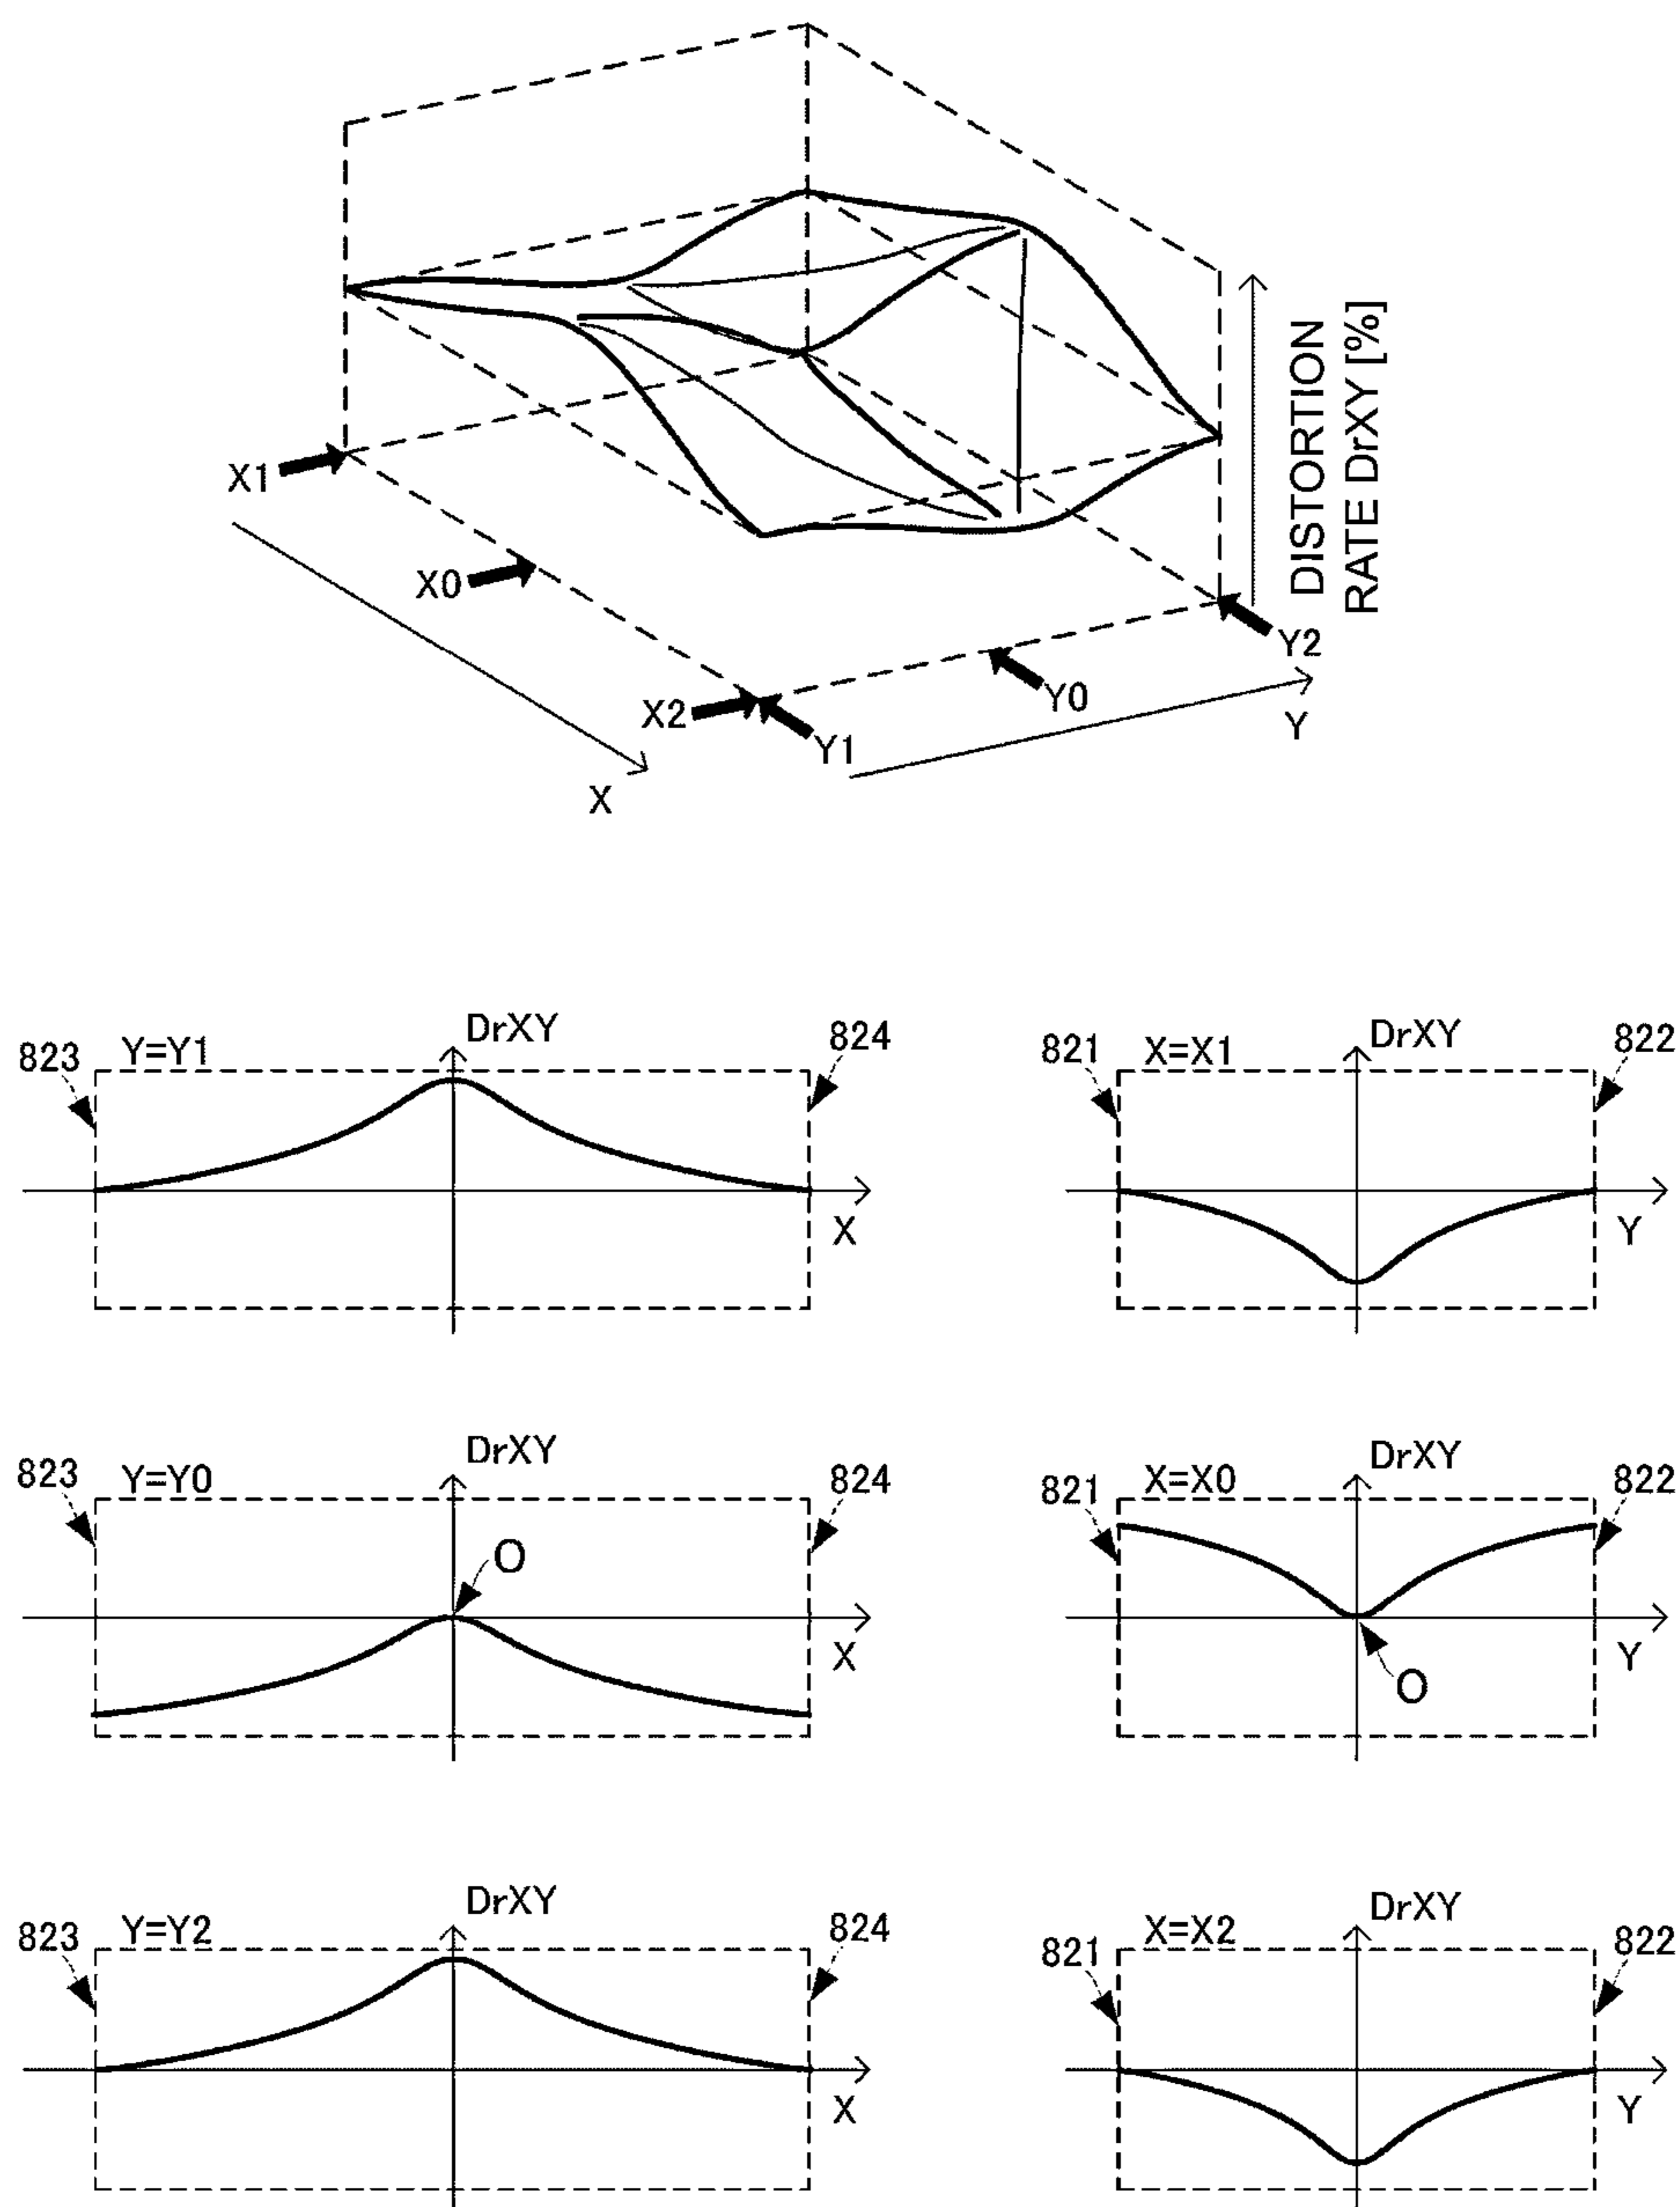 DISTORTION
RATE DrXY [%]
X1
X0
X2
X
Y1
Y0
Y2
Y
823
Y=Y1
DrXY
824
X
821
X=X1
DrXY
822
Y
823
Y=Y0
DrXY
824
O
X
821
X=X0
DrXY
822
O
Y
823
Y=Y2
DrXY
824
X
821
X=X2
DrXY
822
Y